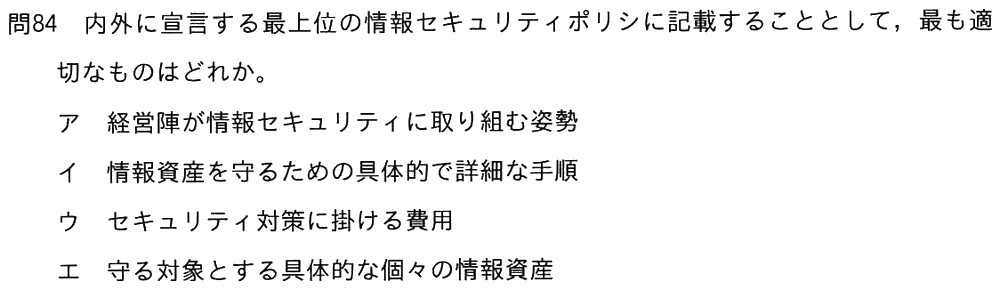 問84 内外に宣言する最上位の情報セキュリティポリシに記載することとして，最も適
切なものはどれか。
ア 経営陣が情報セキュリティに取り組む姿勢
イ 情報資産を守るための具体的で詳細な手順
ウ セキュリティ対策に掛ける費用
エ 守る対象とする具体的な個々の情報資産